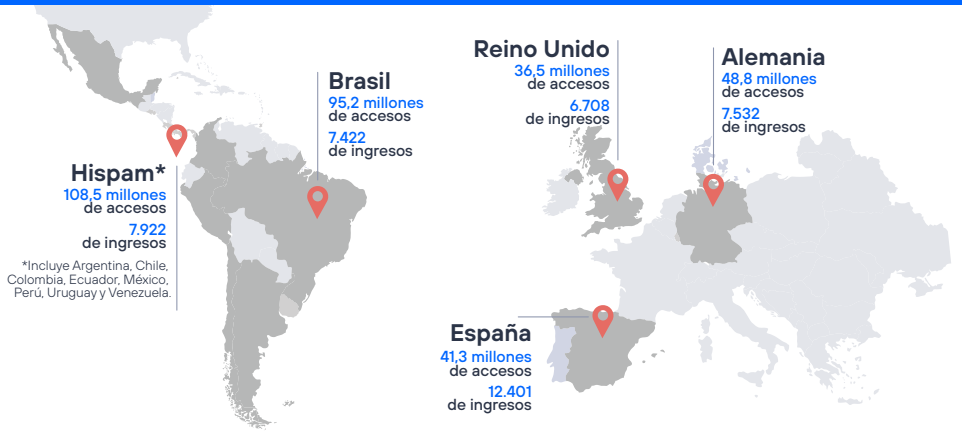 Brasil
95,2 millones
de accesos
7.422
de ingresos
Hispam*
108,5 millones
de accesos
7.922
de ingresos
*Incluye Argentina, Chile,
Colombia, Ecuador, México,
Perú, Uruguay y Venezuela.
Reino Unido
36,5 millones
de accesos
6.708
de ingresos
Alemania
48,8 millones
de accesos
7.532
de ingresos
España
41,3 millones
de accesos
12.401
de ingresos